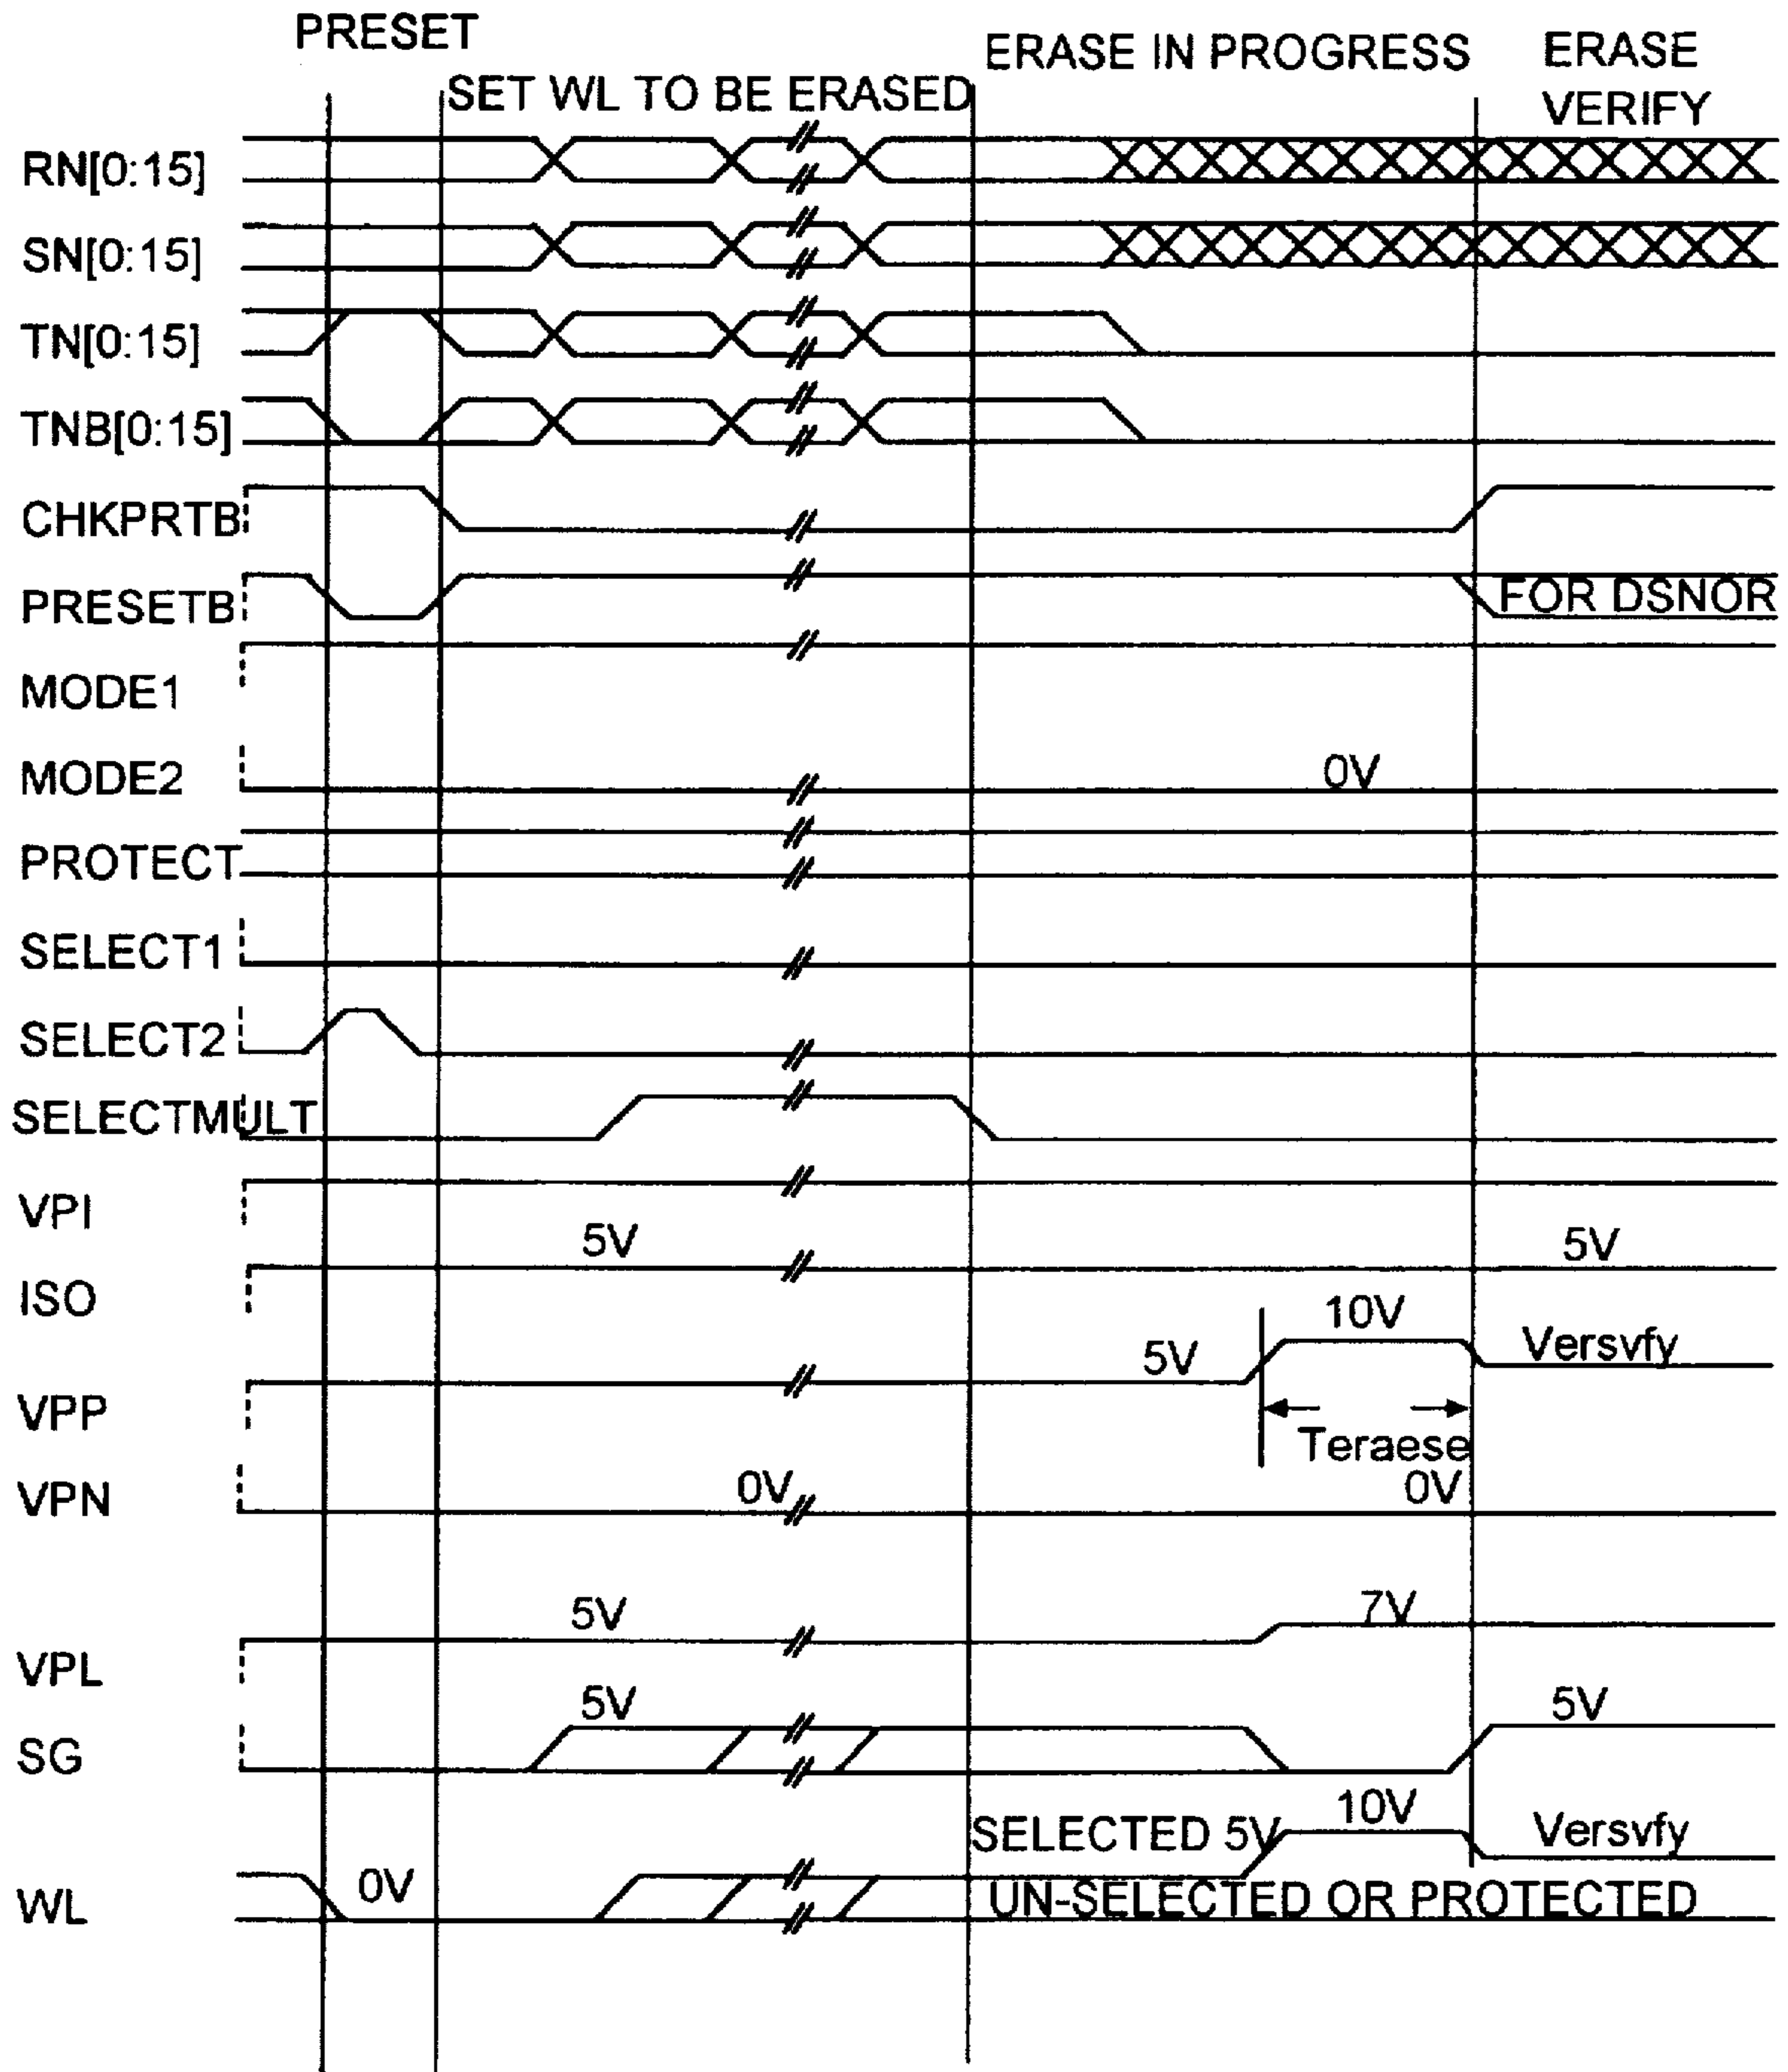 PRESET
ERASE IN PROGRESS
ERASE
VERIFY
SET WL TO BE ERASED
RN[0:15]
SN[0:15]
TN[0:15]
TNB[0:15]
CHKPRTB
PRESETB
FOR DSNOR
MODE1
MODE2
0V
PROTECT
SELECT1
SELECT2
SELECTMULT
VPI
5V
5V
ISO
10V
5V
Versvfy
VPP
Teraese
VPN
0V
0V
5V
7V
VPL
5V
5V
SG
SELECTED 5V
10V
Versvfy
WL
0V
UN-SELECTED OR PROTECTED